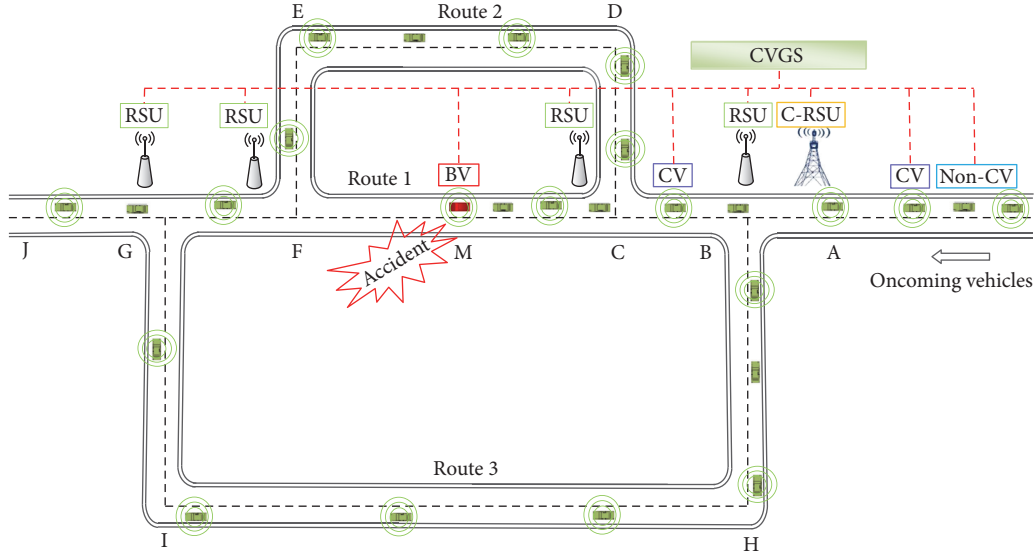 E
Route 2
D
CVGS
RSU
RSU
RSU
RSU
C-RSU
Route 1
BV
CV
CV
Non-CV
J
G
F
Accident
M
C
B
A
Oncoming vehicles
Route 3
I
H